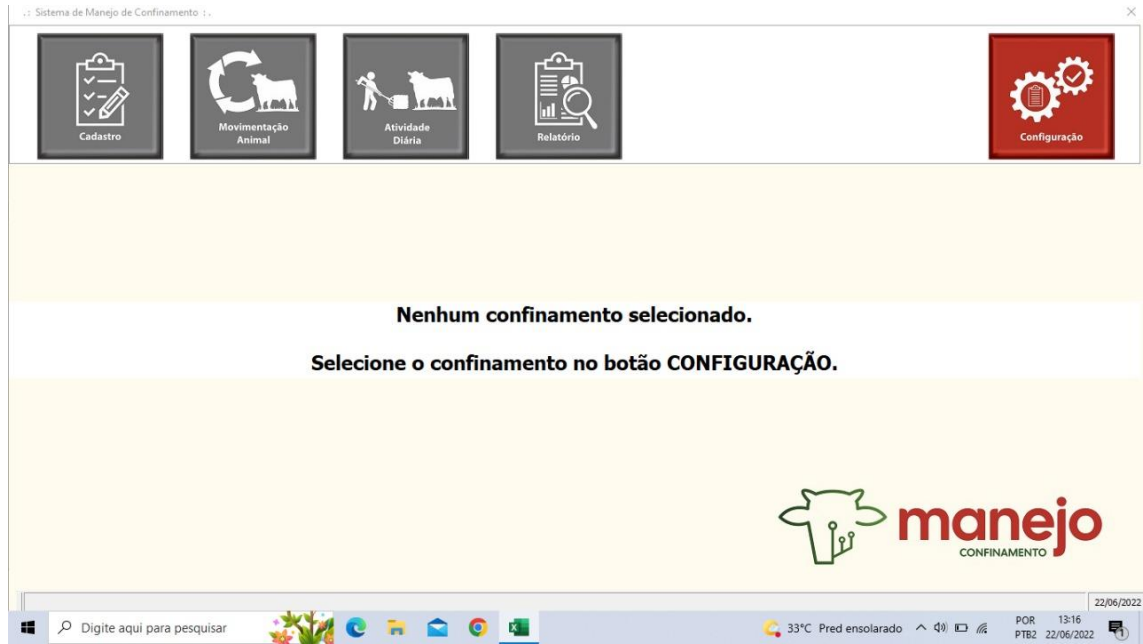 .: Sistema de Manejo de Confinamento :.
Cadastro
Movimentação
Animal
Atividade
Diária
Relatório
Configuração
Nenhum confinamento selecionado.
Selecione o confinamento no botão CONFIGURAÇÃO.
manejo
CONFINAMENTO
22/06/2022
Digite aqui para pesquisar
33°C Pred ensolarado
POR
PTB2
13:16
22/06/2022